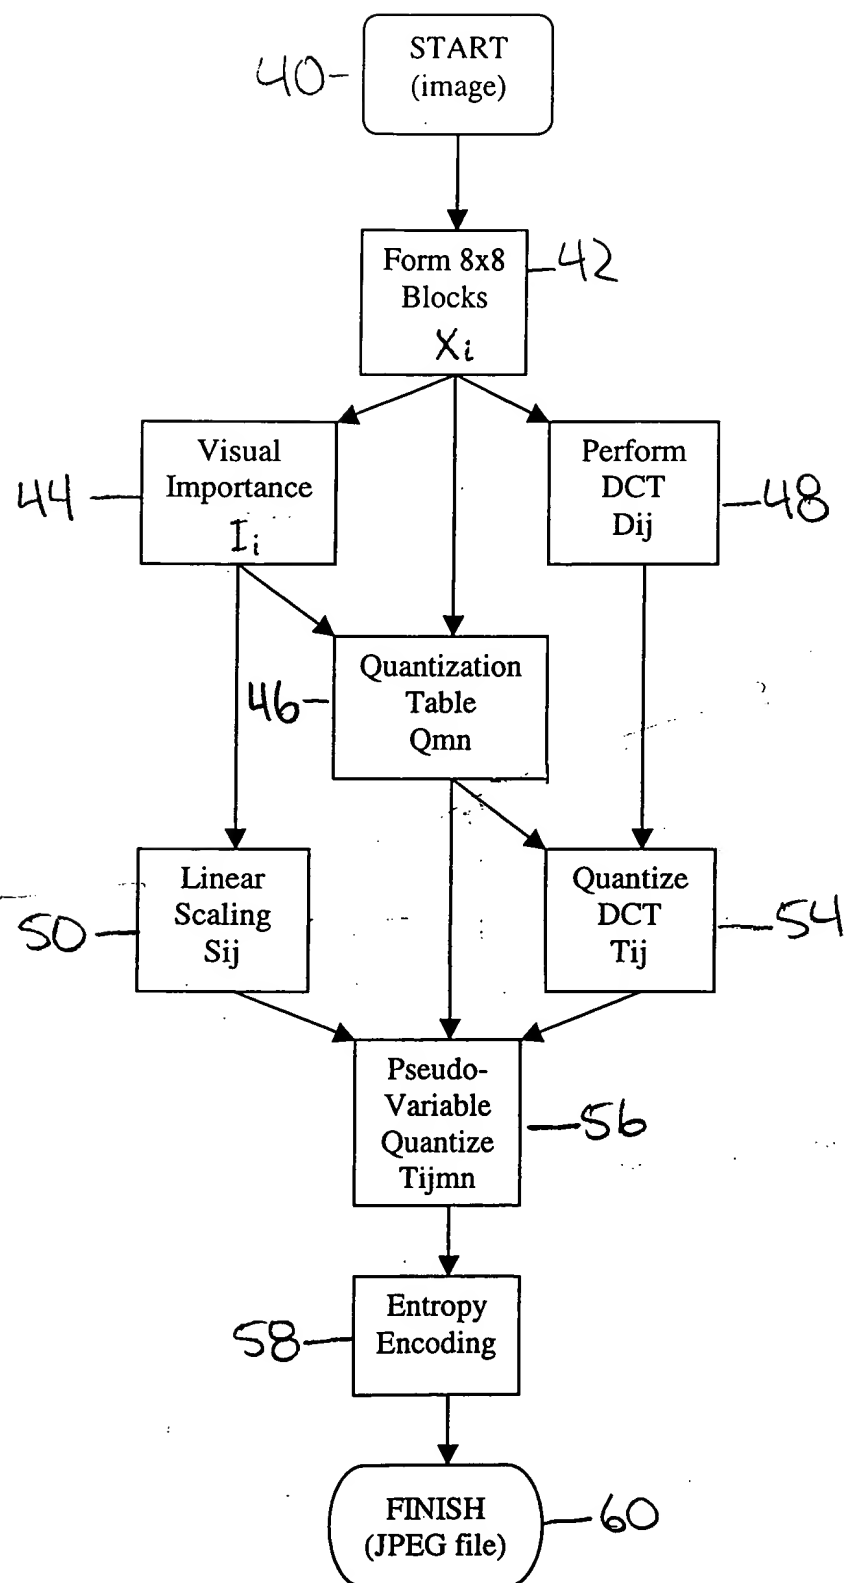 START
(image)
40
Form 8x8
Blocks
Xi
42
Visual
Importance
Ii
44
Perform
DCT
Dij
48
Quantization
Table
Qmn
46
Linear
Scaling
Sij
50
Quantize
DCT
Tij
54
Pseudo-
Variable
Quantize
Tijmn
56
Entropy
Encoding
58
FINISH
(JPEG file)
60